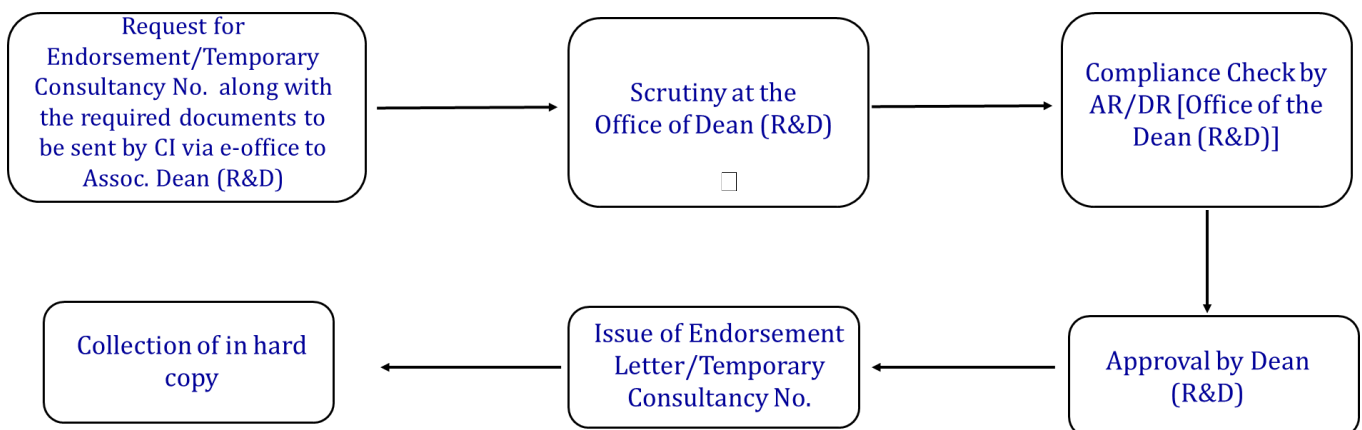 Request for
Endorsement/Temporary
Consultancy No. along with
the required documents to
be sent by CI via e-office to
Assoc. Dean (R&D)
Scrutiny at the
Office of Dean (R&D)
Compliance Check by
AR/DR [Office of the
Dean (R&D)]
Approval by Dean
(R&D)
Issue of Endorsement
Letter/Temporary
Consultancy No.
Collection of in hard
copy